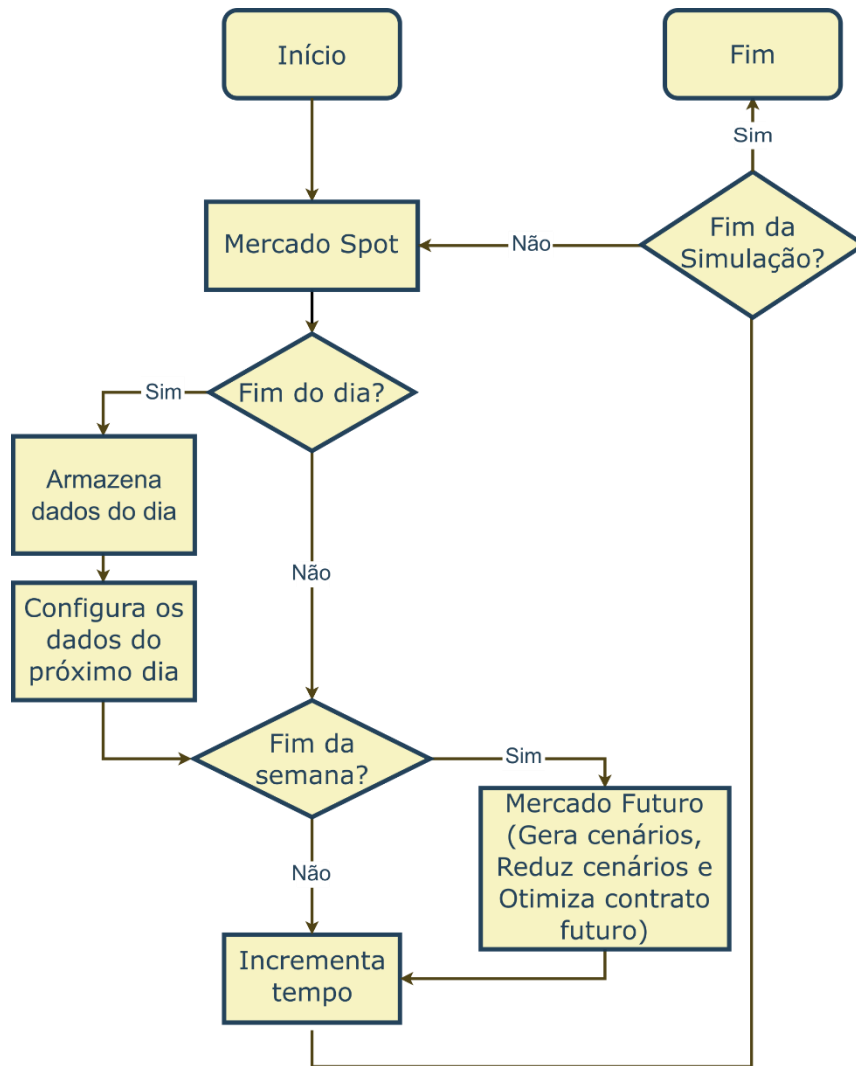 Início
Fim
Sim
Mercado Spot
Não
Fim da
Simulação?
Fim do dia?
Sim
Armazena
dados do dia
Não
Configura os
dados do
próximo dia
Fim da
semana?
Sim
Mercado Futuro
(Gera cenários,
Reduz cenários e
Otimiza contrato
futuro)
Não
Incrementa
tempo